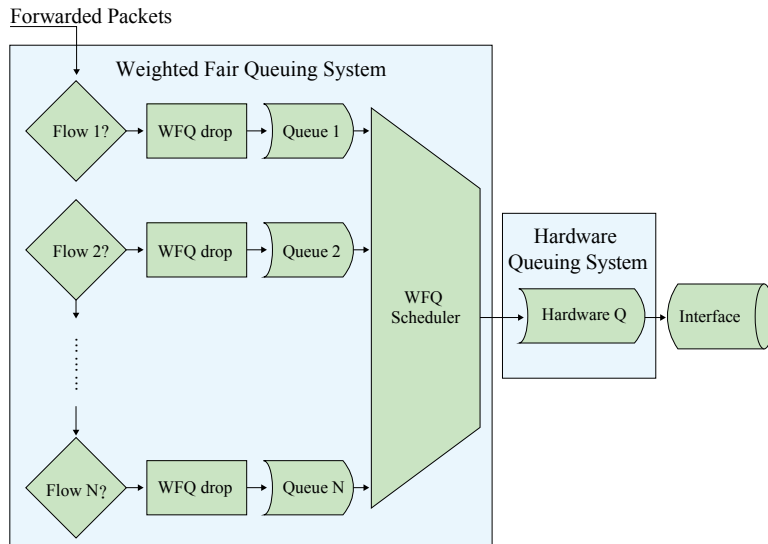 Forwarded Packets
Weighted Fair Queuing System
Flow 1?
WFQ drop
Queue 1
Flow 2?
WFQ drop
Queue 2
Hardware
Queuing System
WFQ
Scheduler
Hardware Q
Interface
Flow N?
WFQ drop
Queue N